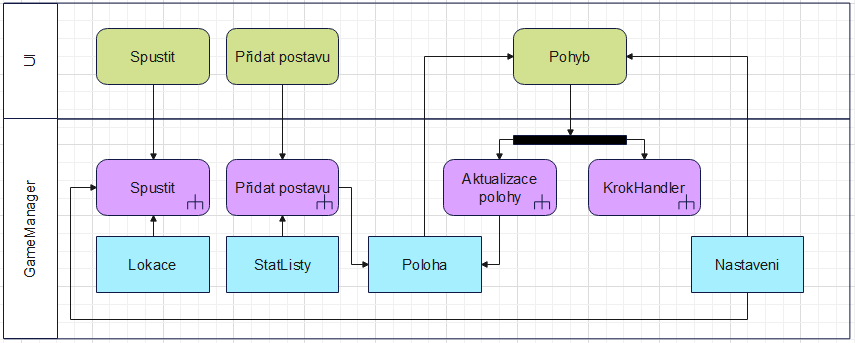 UI
Spustit
Přidat postavu
Pohyb
GameManager
Spustit
Přidat postavu
Aktualizace
polohy
KrokHandler
Lokace
StatListy
Poloha
Nastaveni